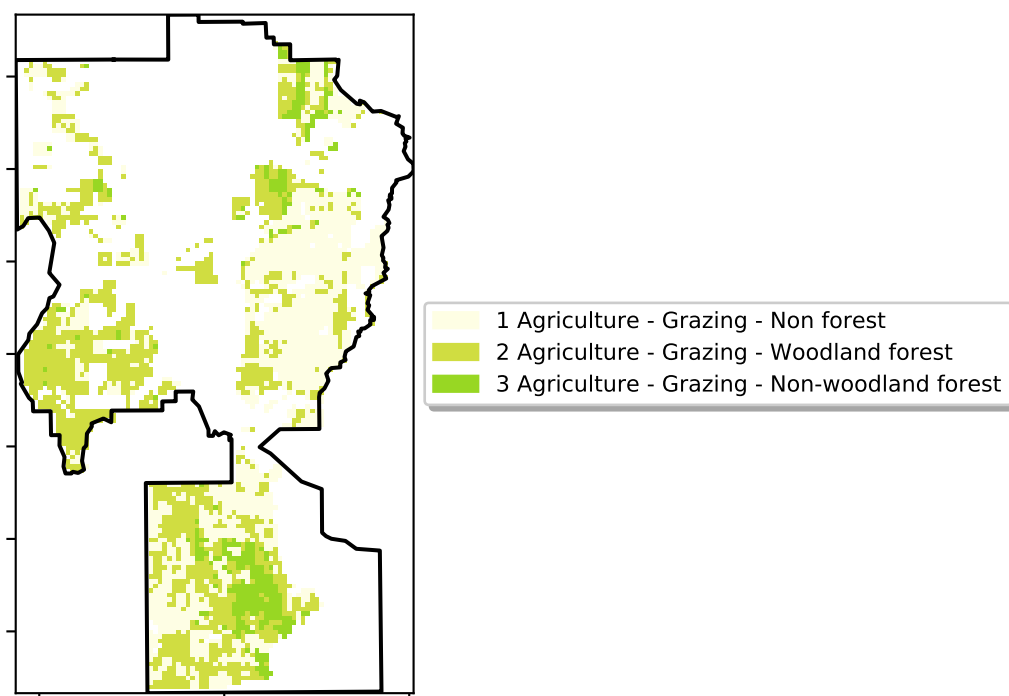 1 Agriculture - Grazing - Non forest
2 Agriculture - Grazing - Woodland forest
3 Agriculture - Grazing - Non-woodland forest